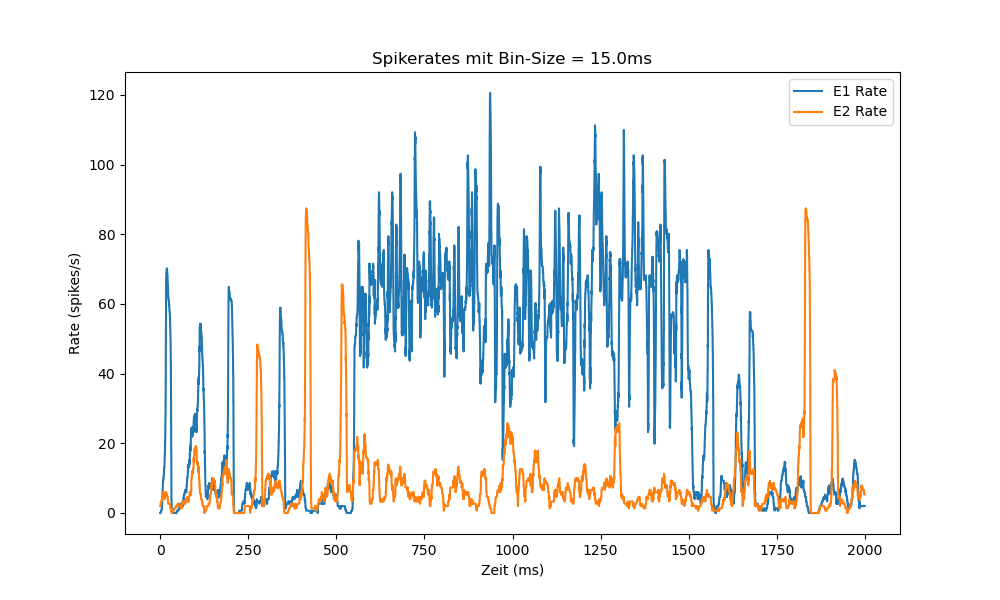 Spikerates mit Bin-Size = 15.0ms
E1 Rate
E2 Rate
120
100
80
60
40
20
0
Rate (spikes/s)
0 250 500 750 1000 1250 1500 1750 2000
Zeit (ms)